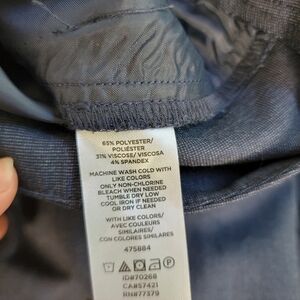 65% POLYESTER/
POLIÉSTER
31% VISCOSE/ VISCOSA
4% SPANDEX
MACHINE WASH COLD WITH
LIKE COLORS
ONLY NON-CHLORINE
BLEACH WHEN NEEDED
TUMBLE DRY LOW
COOL IRON IF NEEDED
OR DRY CLEAN
WITH LIKE COLORS/
AVEC COULEURS
SIMILAIRES/
CON COLORES SIMILARES
475884
ID#70268
CA#57421
RN#77379